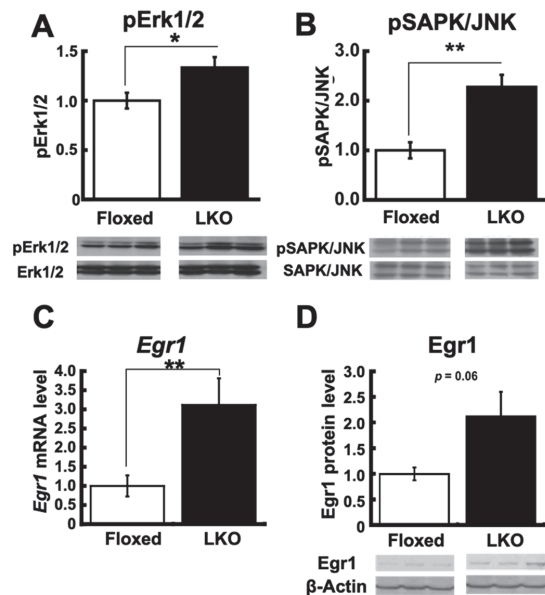 A
pErk1/2
*
pErk1/2
1.5
1.0
0.5
0
Floxed
LKO
pErk1/2
Erk1/2
B
pSAPK/JNK
**
pSAPK/JNK
3.0
2.0
1.0
0.0
Floxed
LKO
pSAPK/JNK
SAPK/JNK
C
Egr1
**
Egr1 mRNA level
4.0
3.5
3.0
2.5
2.0
1.5
1.0
0.5
0
Floxed
LKO
D
Egr1
p = 0.06
Egr1 protein level
3.0
2.5
2.0
1.5
1.0
0.5
0
Floxed
LKO
Egr1
β-Actin